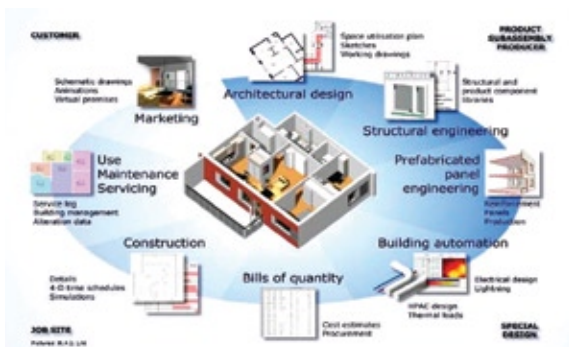 CUSTOMER
PRODUCT
SUBASSEMBLY
PRODUCER
Space utilisation plan
Sketches
Working drawings
Architectural design
Schematic drawings
Animations
Virtual premises
Marketing
Structural and
product component
libraries
Structural engineering
Use
Maintenance
Servicing
Service log
Building management
Alteration data
Prefabricated
panel
engineering
Reinforcement
Panels
Production
Construction
Details
4-D time schedules
Simulations
Building automation
Electrical design
Lightning
HPAC design
Thermal loads
Bills of quantity
Cost estimates
Procurement
JOB SITE
SPECIAL
DESIGN